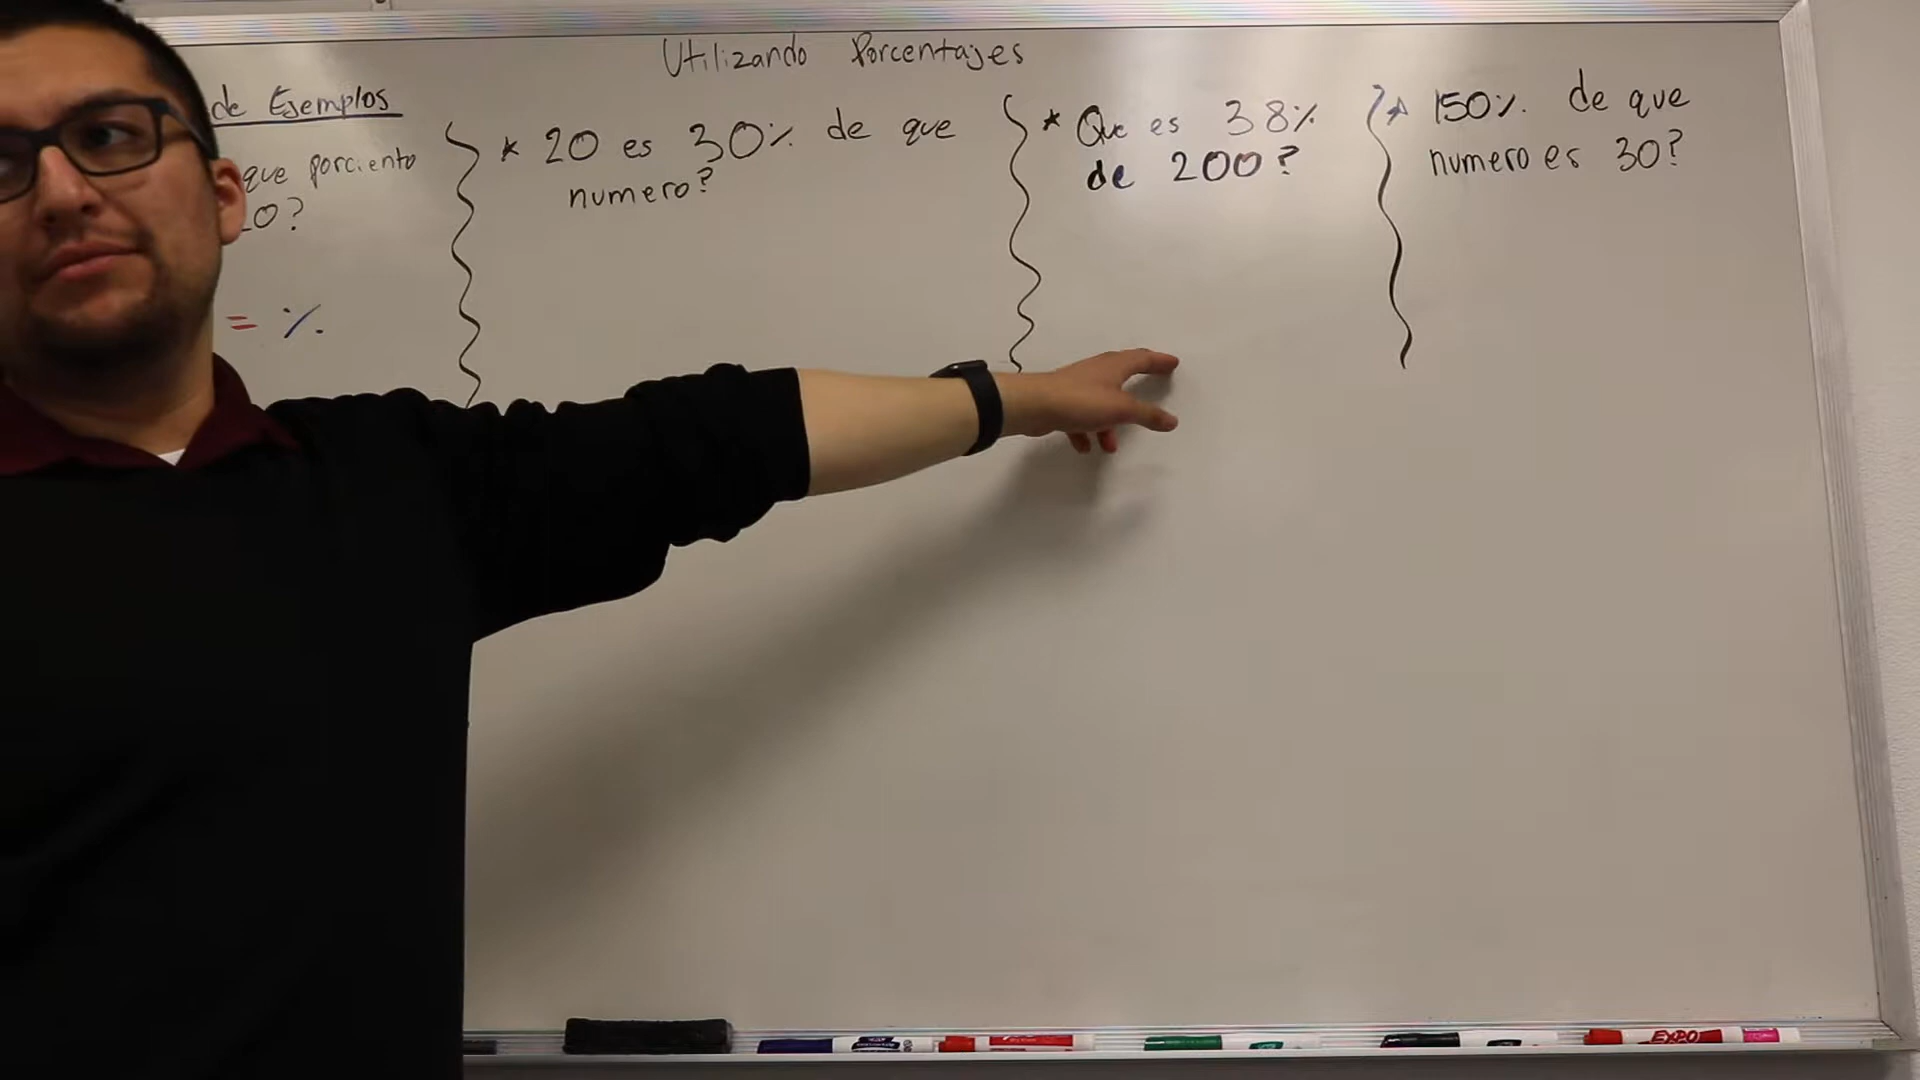 Utilizando Porcentajes
de Ejemplos
que porciento
0?
= %
* 20 es 30% de que
numero?
* Que es 38%
de 200?
* 150% de que
numero es 30?
EXPO